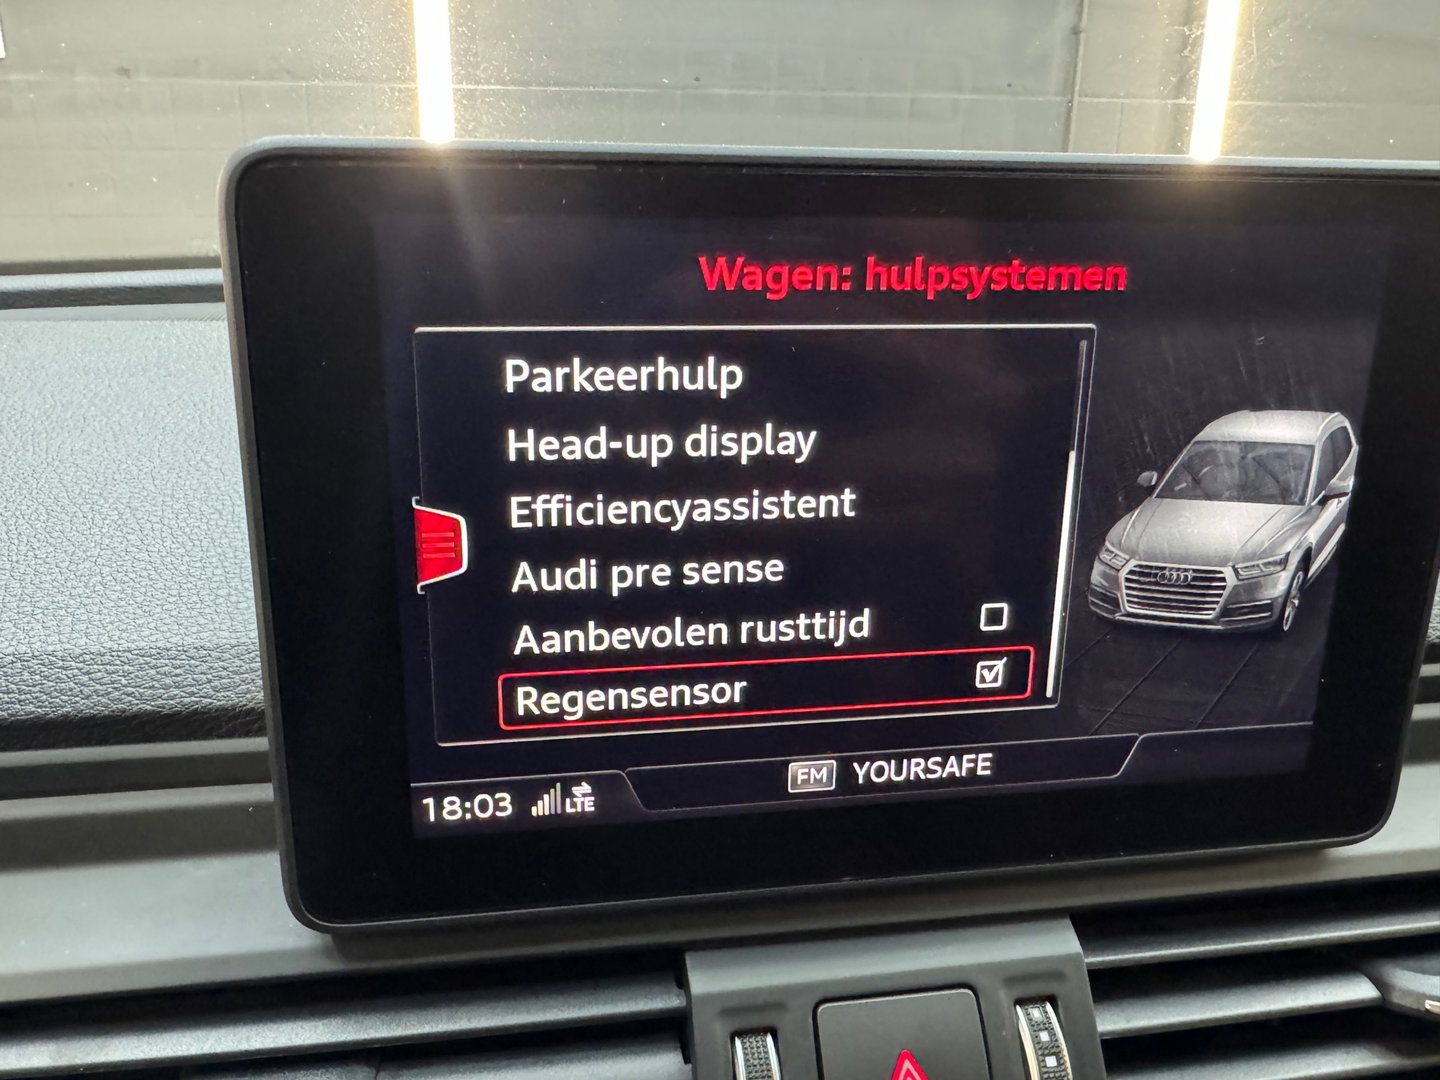 Wagen: hulpsystemen
Parkeerhulp
Head-up display
Efficiencyassistent
Audi pre sense
Aanbevolen rusttijd
Regensensor
FM YOURSAFE
18:03 LTE